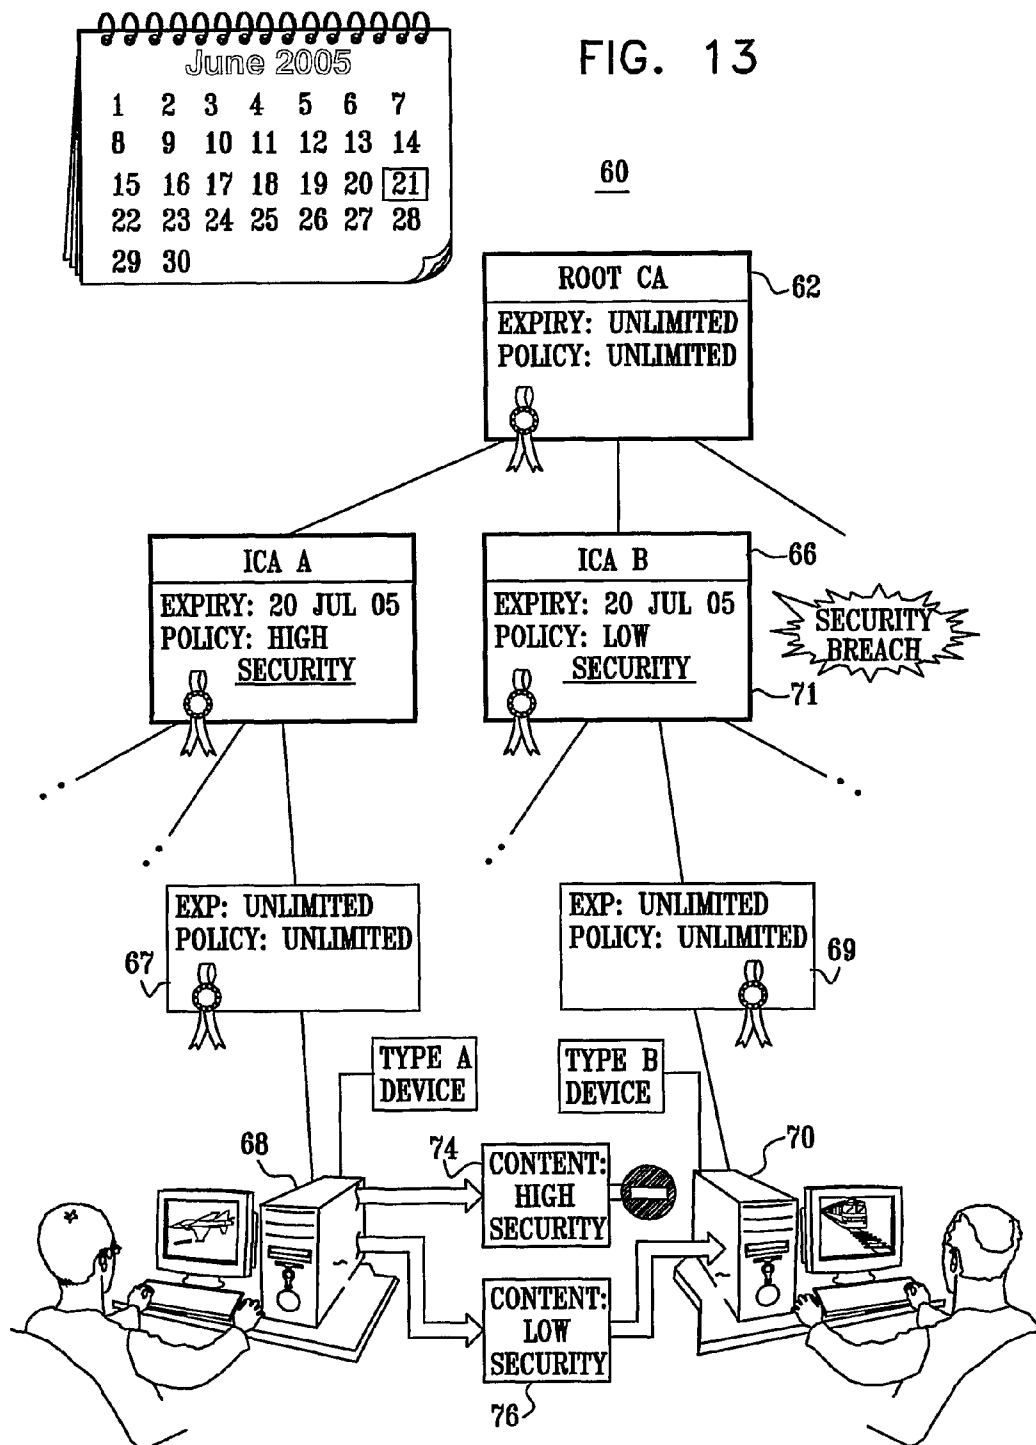 FIG. 13
June 2005
1 2 3 4 5 6 7
8 9 10 11 12 13 14
15 16 17 18 19 20 21
22 23 24 25 26 27 28
29 30
60
ROOT CA
62
EXPIRY: UNLIMITED
POLICY: UNLIMITED
ICA A
EXPIRY: 20 JUL 05
POLICY: HIGH
SECURITY
ICA B
66
EXPIRY: 20 JUL 05
POLICY: LOW
SECURITY
71
SECURITY
BREACH
EXP: UNLIMITED
POLICY: UNLIMITED
67
EXP: UNLIMITED
POLICY: UNLIMITED
69
TYPE A
DEVICE
TYPE B
DEVICE
68
74
CONTENT:
HIGH
SECURITY
70
CONTENT:
LOW
SECURITY
76